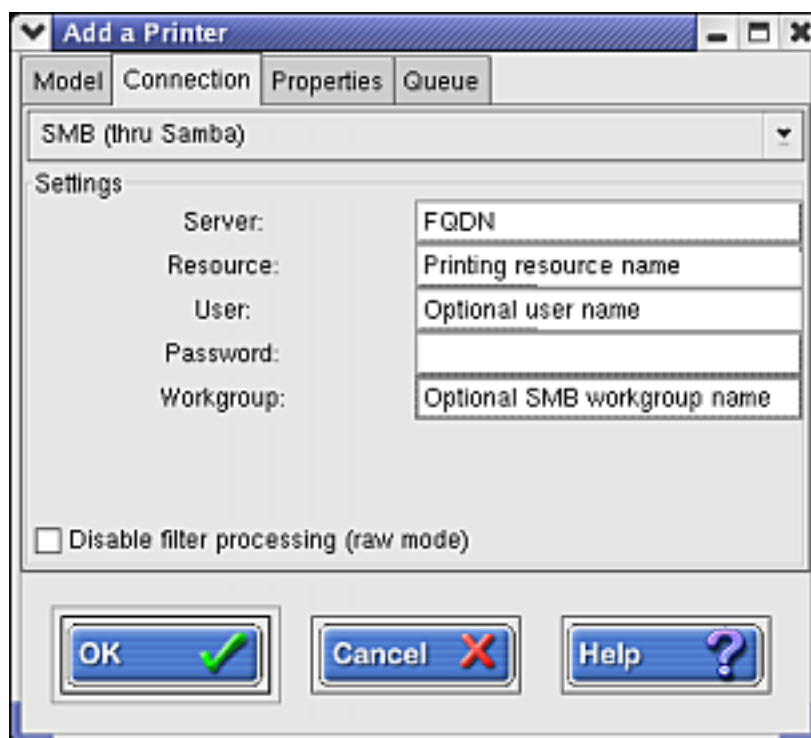 Add a Printer
Model Connection Properties Queue
SMB (thru Samba)
Settings
Server: FQDN
Resource: Printing resource name
User: Optional user name
Password:
Workgroup: Optional SMB workgroup name
Disable filter processing (raw mode)
OK Cancel Help